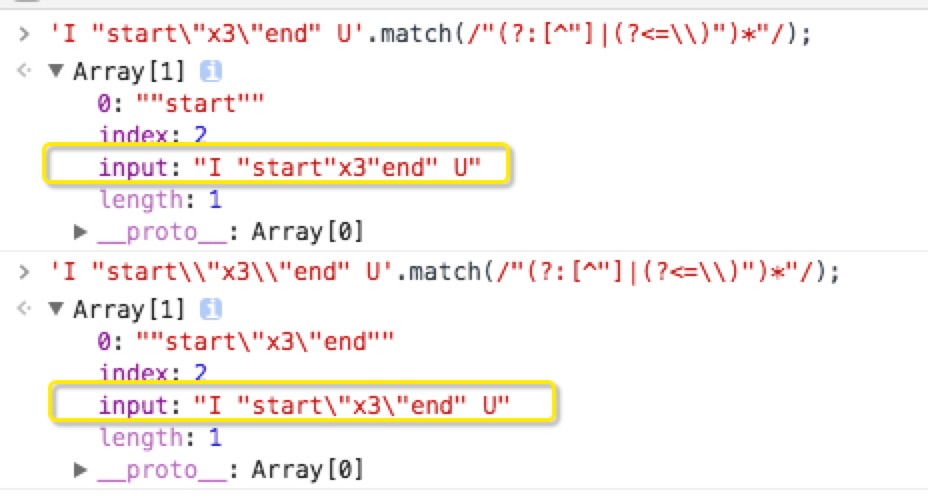 > 'I "start\"x3\"end" U'.match(/"(?:[^"]|(?<=\\)")*"/);
< ▼ Array[1] i
0: ""start""
index: 2
input: "I "start"x3"end" U"
length: 1
▶ __proto__: Array[0]
> 'I "start\\"x3\\"end" U'.match(/"(?:[^"]|(?<=\\)")*"/);
< ▼ Array[1] i
0: ""start\"x3\"end""
index: 2
input: "I "start\"x3\"end" U"
length: 1
▶ __proto__: Array[0]